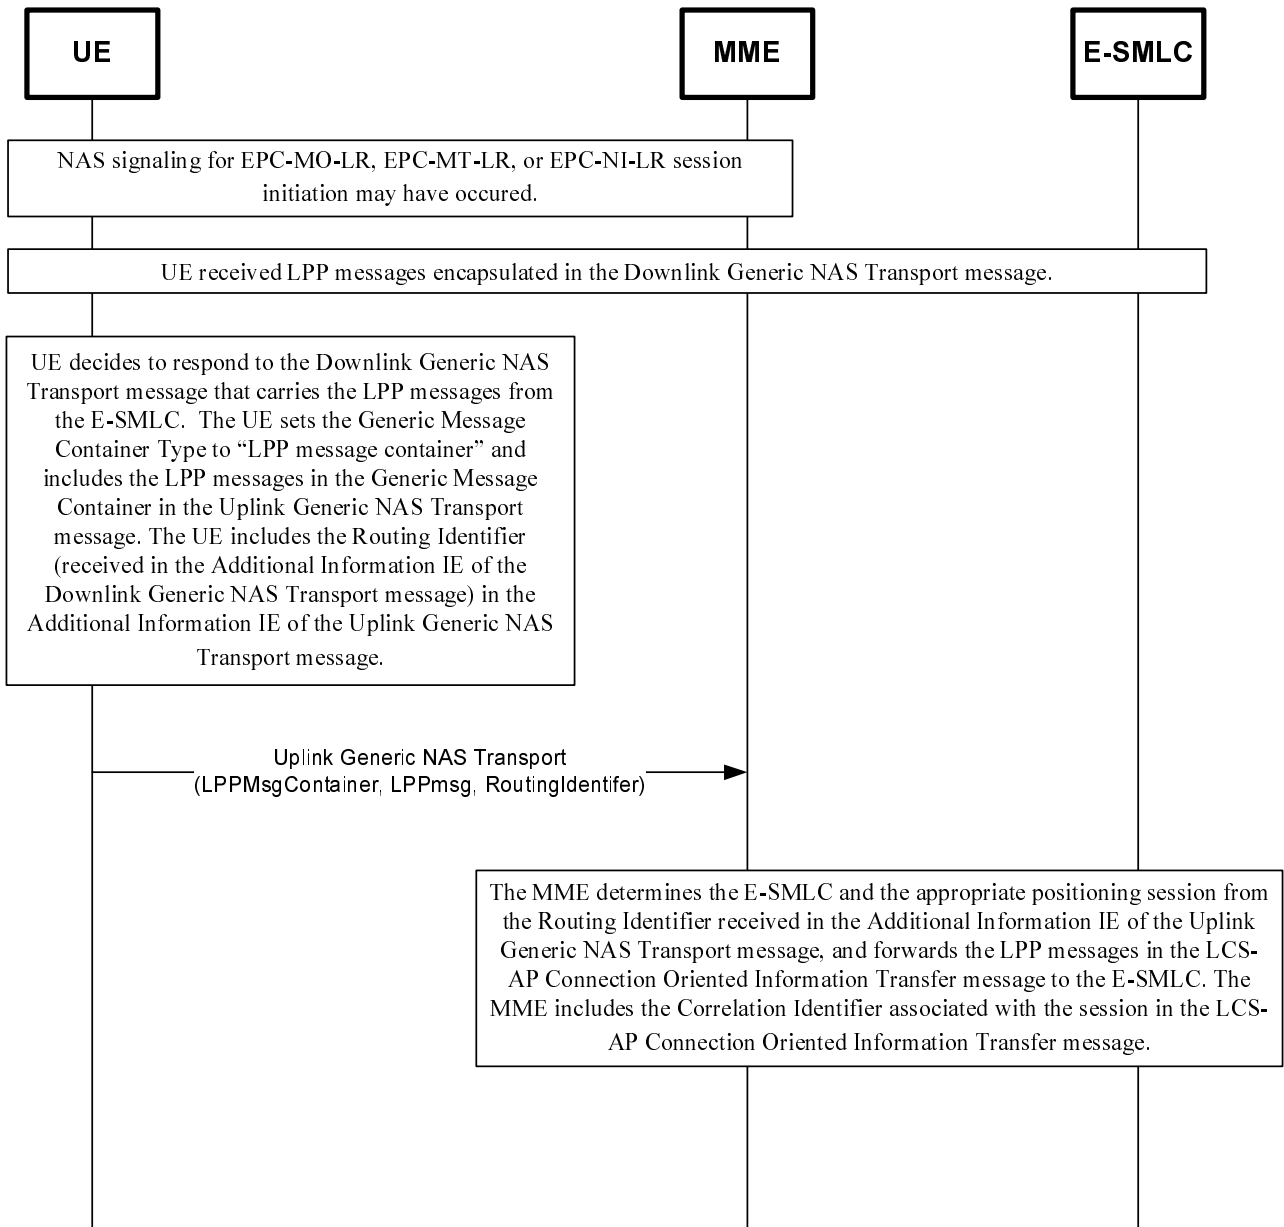 UE
MME
E-SMLC
NAS signaling for EPC-MO-LR, EPC-MT-LR, or EPC-NI-LR session
initiation may have occured.
UE received LPP messages encapsulated in the Downlink Generic NAS Transport message.
UE decides to respond to the Downlink Generic NAS
Transport message that carries the LPP messages from
the E-SMLC.  The UE sets the Generic Message
Container Type to “LPP message container” and
includes the LPP messages in the Generic Message
Container in the Uplink Generic NAS Transport
message. The UE includes the Routing Identifier
(received in the Additional Information IE of the
Downlink Generic NAS Transport message) in the
Additional Information IE of the Uplink Generic NAS
Transport message.
Uplink Generic NAS Transport
(LPPMsgContainer, LPPmsg, RoutingIdentifer)
The MME determines the E-SMLC and the appropriate positioning session from
the Routing Identifier received in the Additional Information IE of the Uplink
Generic NAS Transport message, and forwards the LPP messages in the LCS-
AP Connection Oriented Information Transfer message to the E-SMLC. The
MME includes the Correlation Identifier associated with the session in the LCS-
AP Connection Oriented Information Transfer message.